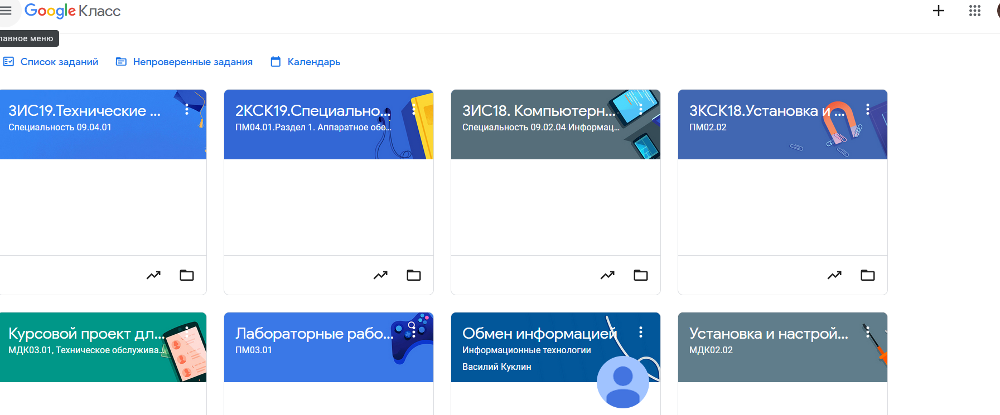 Google Класс
лавное меню
Список заданий
Непроверенные задания
Календарь
3ИС19.Технические ...
Специальность 09.04.01
2КСК19.Специально...
ПМ04.01.Раздел 1. Аппаратное обе...
3ИС18. Компьютерн...
Специальность 09.02.04 Информац...
3КСК18.Установка и ...
ПМ02.02
Курсовой проект дл...
МДК03.01, Техническое обслужива...
Лабораторные рабо...
ПМ03.01
Обмен информацией
Информационные технологии
Василий Куклин
Установка и настрой...
МДК02.02